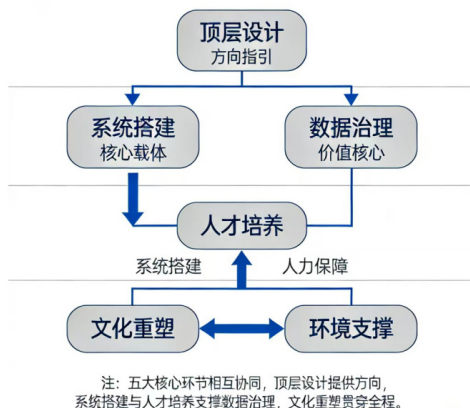 顶层设计
方向指引
系统搭建
核心载体
数据治理
价值核心
人才培养
系统搭建
人力保障
文化重塑
环境支撑
注：五大核心环节相互协同，顶层设计提供方向，
系统搭建与人才培养支撑数据治理，文化重塑贯穿全程。